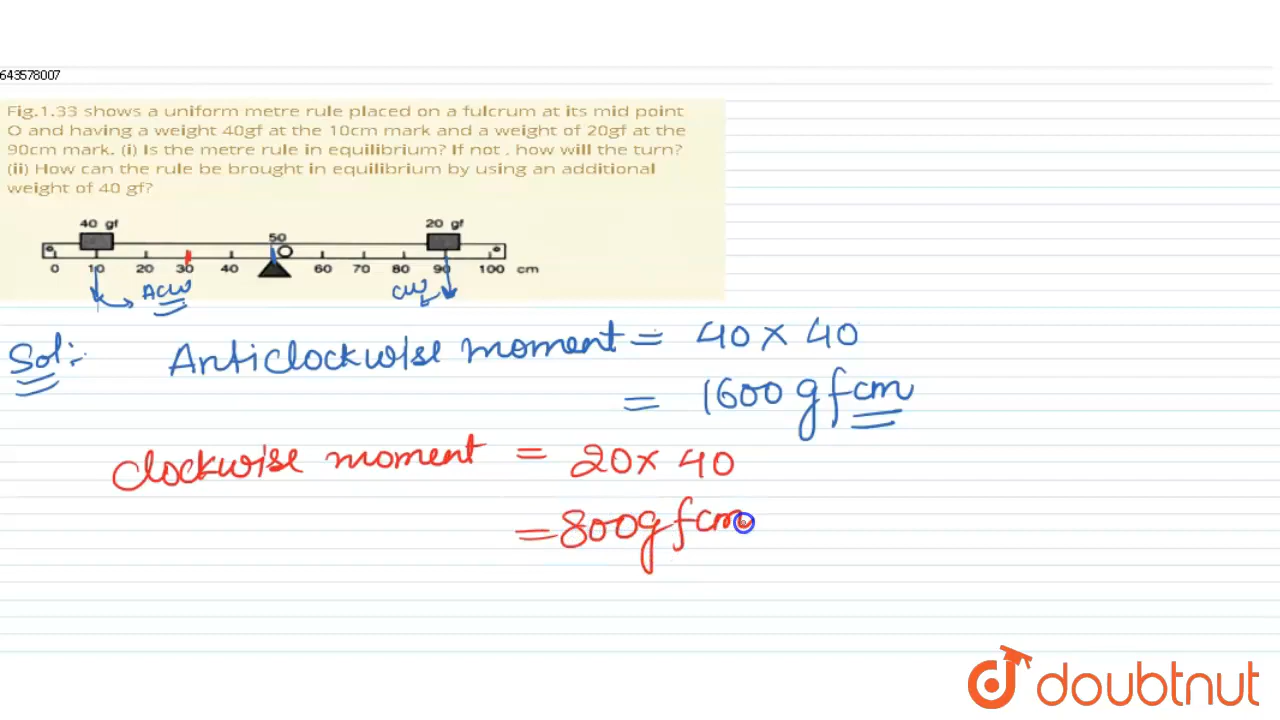 643578007
Fig.1.33 shows a uniform metre rule placed on a fulcrum at its mid point
O and having a weight 40gf at the 10cm mark and a weight of 20gf at the
90cm mark. (i) Is the metre rule in equilibrium? If not , how will the turn?
(ii) How can the rule be brought in equilibrium by using an additional
weight of 40 gf?
40 gf 20 gf
50
0 10 20 30 40 60 70 80 90 100 cm
ACW CW
Sol:- Anticlockwise moment = 40 × 40
= 1600 gf cm
Clockwise moment = 20 × 40
= 800gf cm
doubtnut